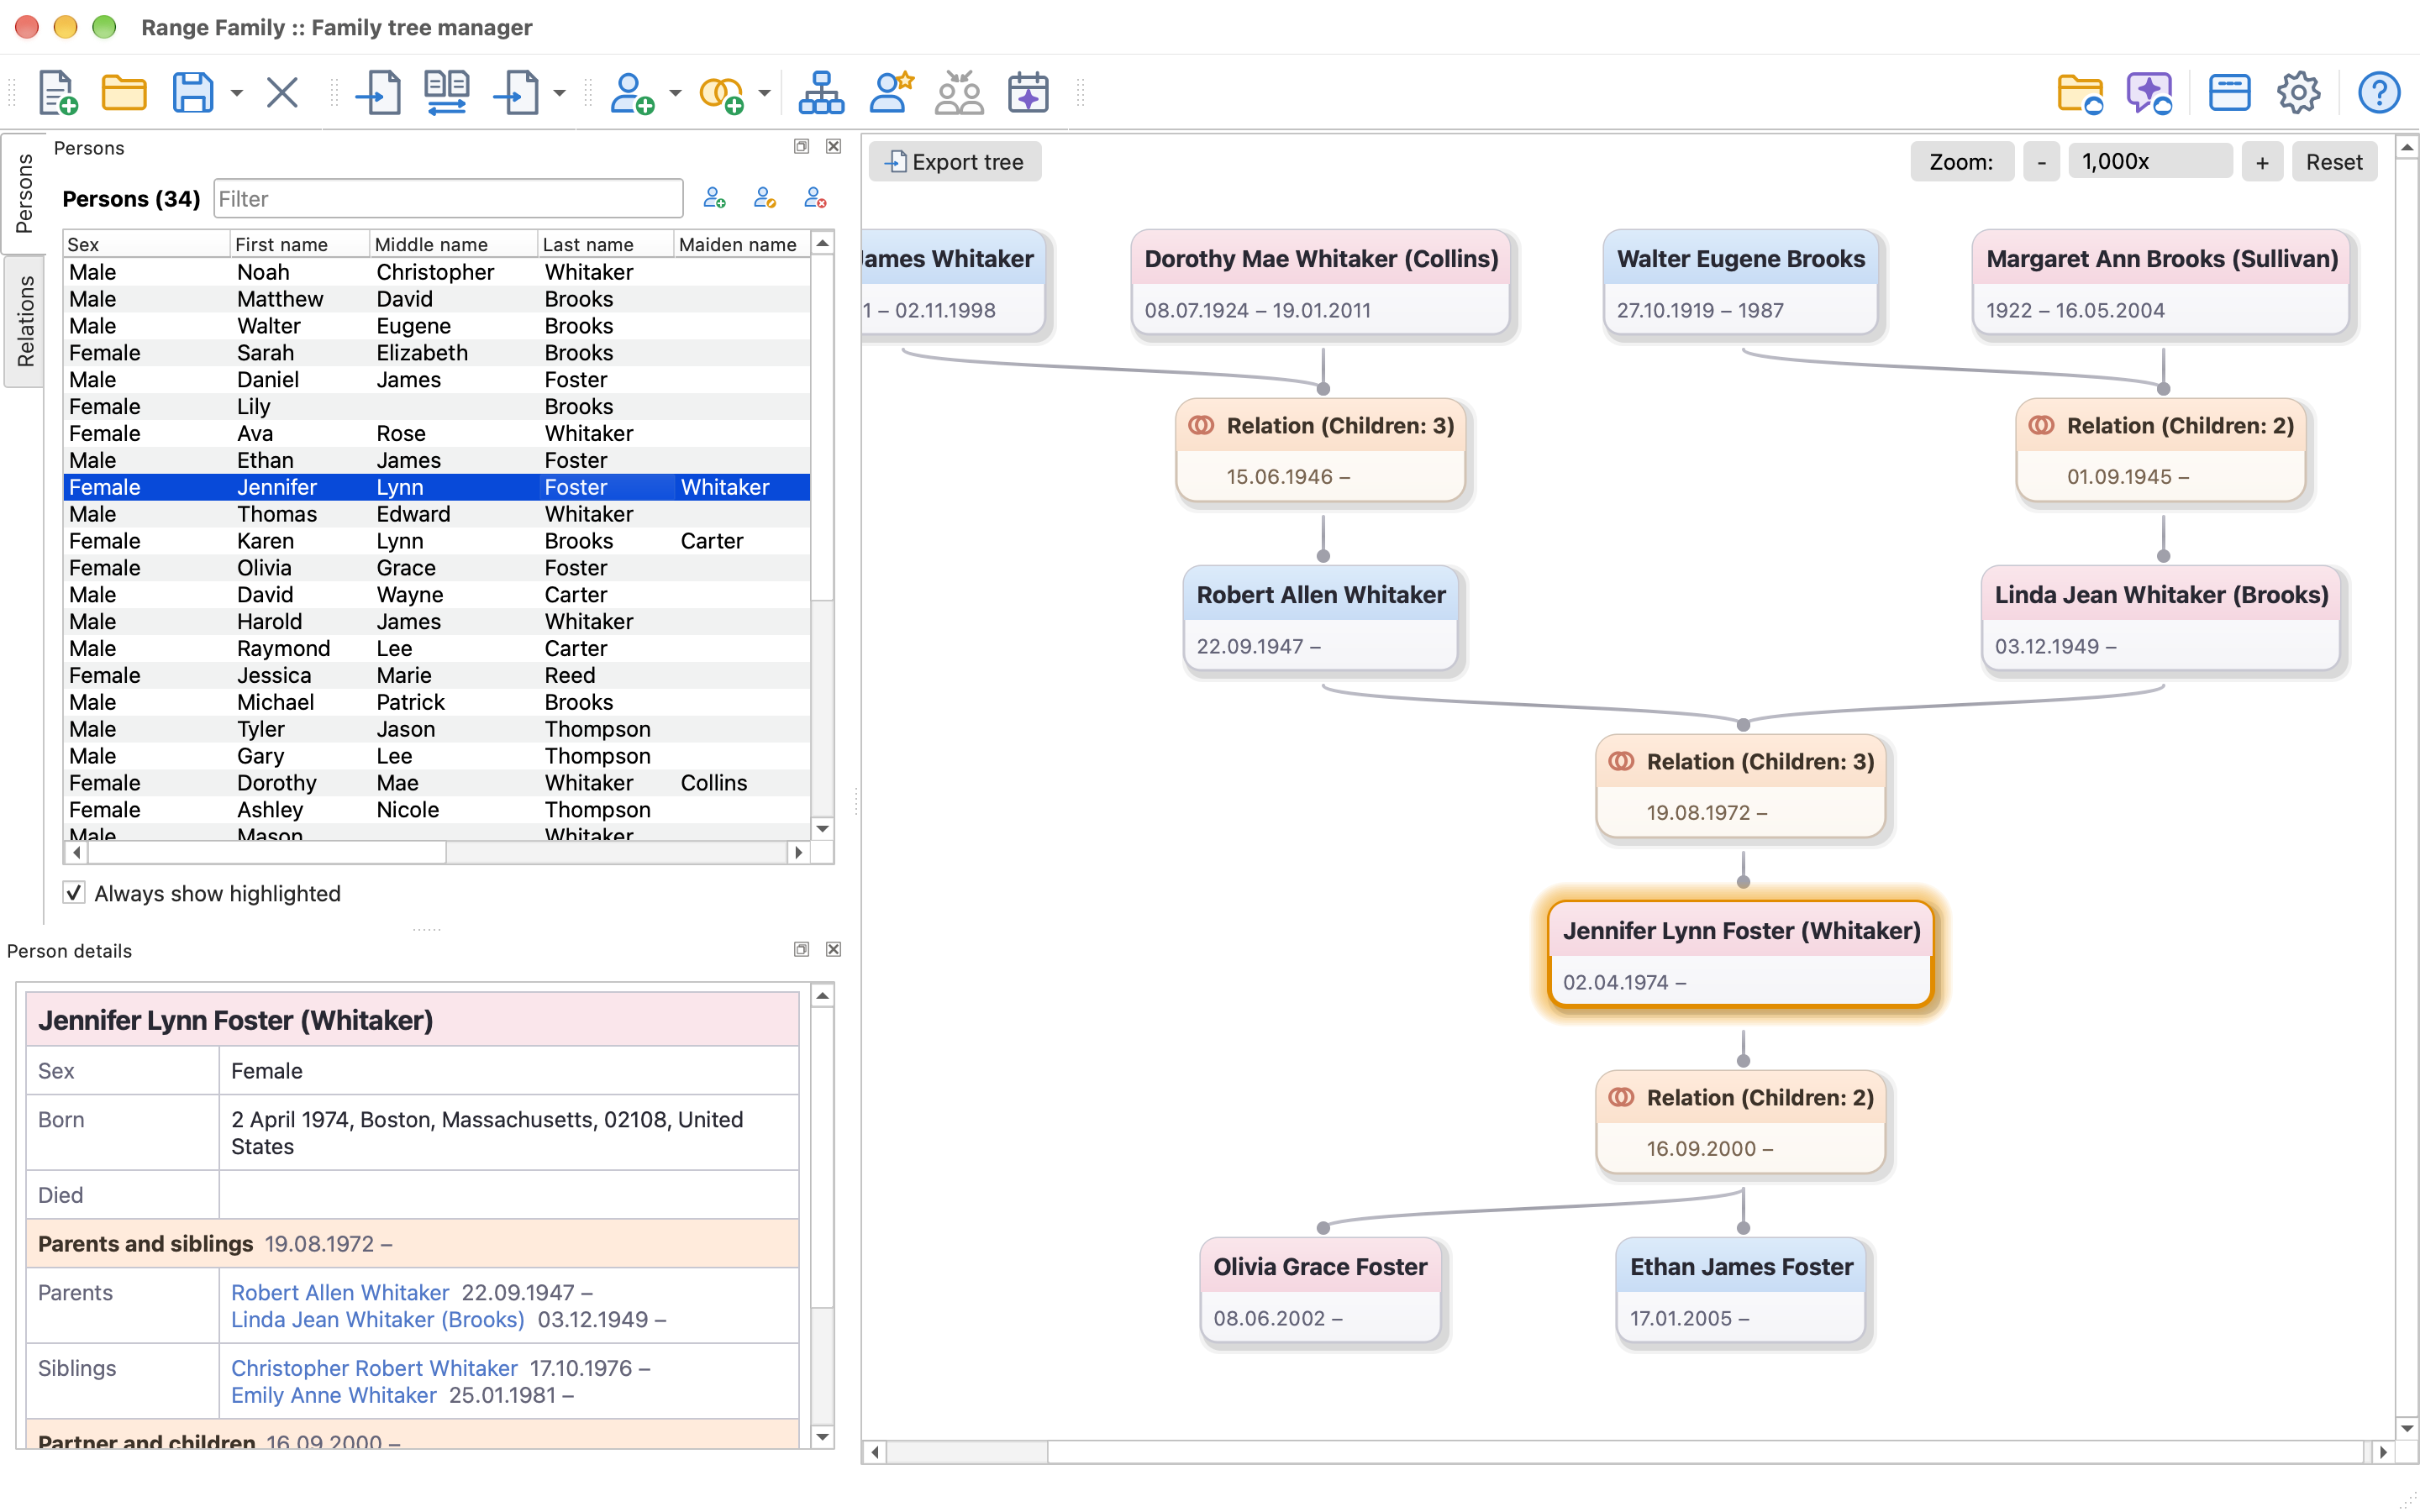 Range Family :: Family tree manager
Persons
Relations
Persons
Persons (34)
Filter
Sex First name Middle name Last name Maiden name
Male Noah Christopher Whitaker
Male Matthew David Brooks
Male Walter Eugene Brooks
Female Sarah Elizabeth Brooks
Male Daniel James Foster
Female Lily Brooks
Female Ava Rose Whitaker
Male Ethan James Foster
Female Jennifer Lynn Foster Whitaker
Male Thomas Edward Whitaker
Female Karen Lynn Brooks Carter
Female Olivia Grace Foster
Male David Wayne Carter
Male Harold James Whitaker
Male Raymond Lee Carter
Female Jessica Marie Reed
Male Michael Patrick Brooks
Male Tyler Jason Thompson
Male Gary Lee Thompson
Female Dorothy Mae Whitaker Collins
Female Ashley Nicole Thompson
Male Mason Whitaker
Always show highlighted
Person details
Jennifer Lynn Foster (Whitaker)
Sex Female
Born 2 April 1974, Boston, Massachusetts, 02108, United
States
Died
Parents and siblings 19.08.1972 –
Parents Robert Allen Whitaker 22.09.1947 –
Linda Jean Whitaker (Brooks) 03.12.1949 –
Siblings Christopher Robert Whitaker 17.10.1976 –
Emily Anne Whitaker 25.01.1981 –
Partner and children 16.09.2000 –
Export tree
Zoom: - 1,000x + Reset
James Whitaker
1 – 02.11.1998
Dorothy Mae Whitaker (Collins)
08.07.1924 – 19.01.2011
Walter Eugene Brooks
27.10.1919 – 1987
Margaret Ann Brooks (Sullivan)
1922 – 16.05.2004
Relation (Children: 3)
15.06.1946 –
Relation (Children: 2)
01.09.1945 –
Robert Allen Whitaker
22.09.1947 –
Linda Jean Whitaker (Brooks)
03.12.1949 –
Relation (Children: 3)
19.08.1972 –
Jennifer Lynn Foster (Whitaker)
02.04.1974 –
Relation (Children: 2)
16.09.2000 –
Olivia Grace Foster
08.06.2002 –
Ethan James Foster
17.01.2005 –